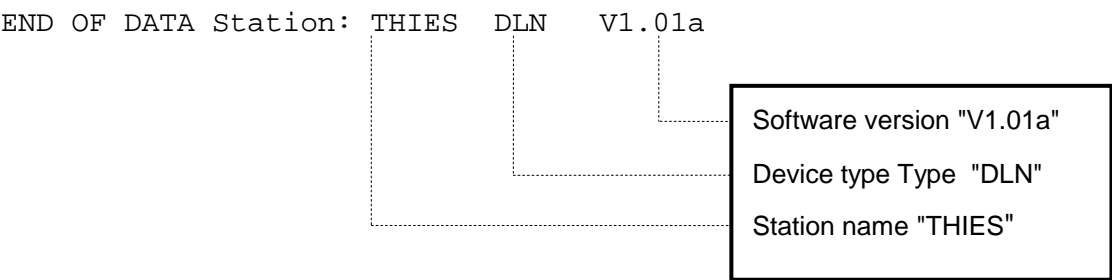 END OF DATA Station: THIES DLN V1.01a
Software version "V1.01a"
Device type Type "DLN"
Station name "THIES"